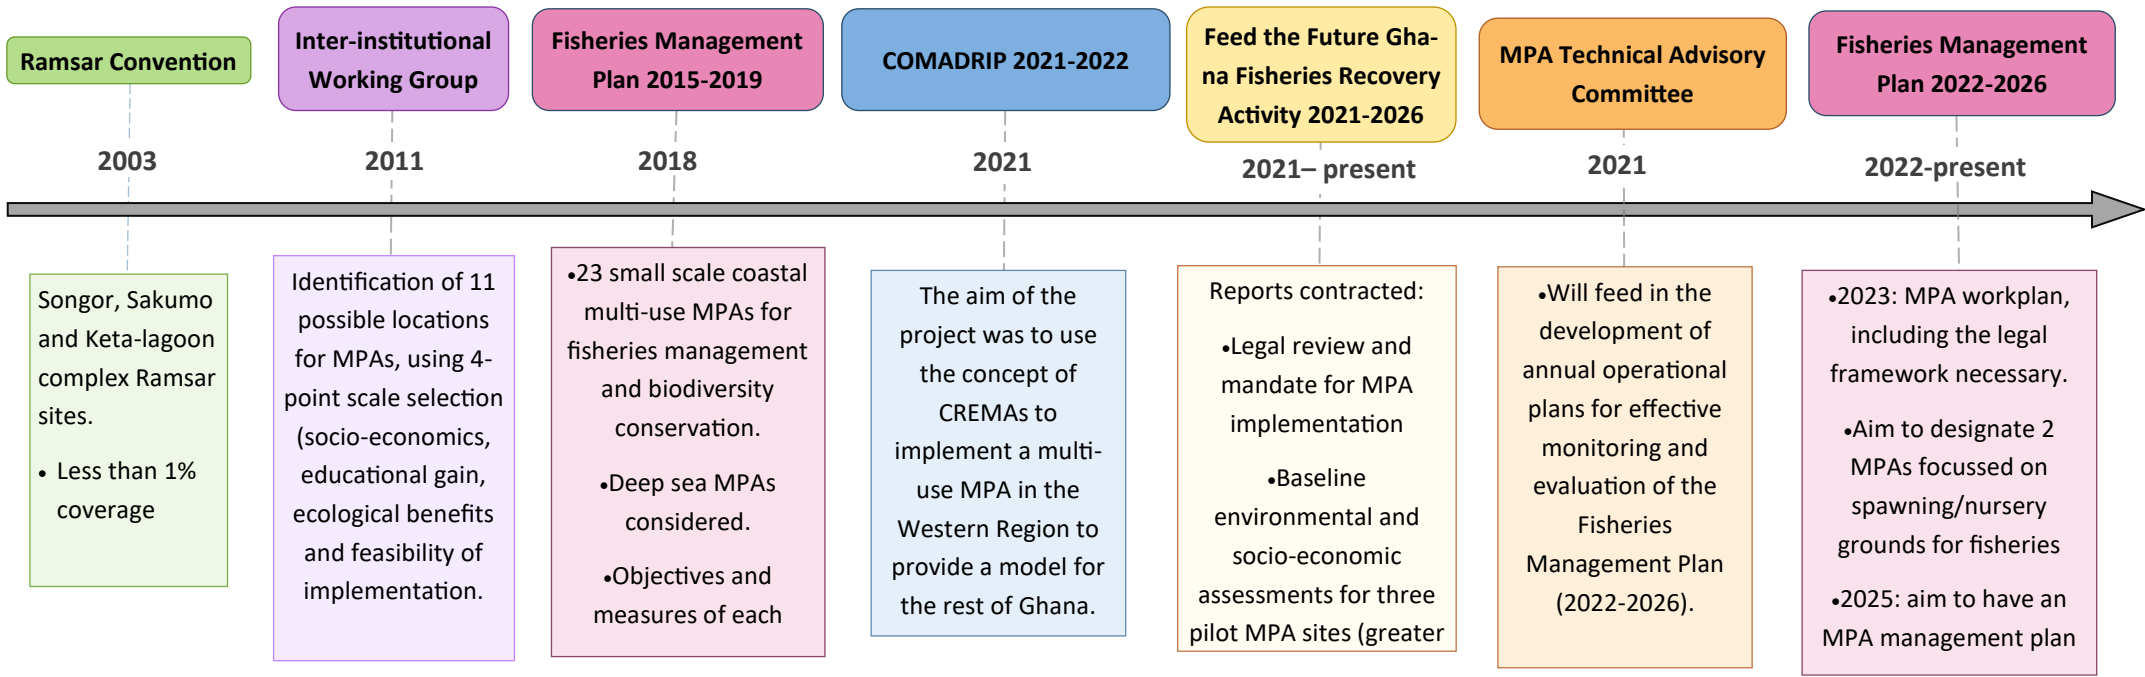 Ramsar Convention
2003
Songor, Sakumo
and Keta-lagoon
complex Ramsar
sites.
• Less than 1%
coverage
Inter-institutional
Working Group
2011
Identification of 11
possible locations
for MPAs, using 4-
point scale selection
(socio-economics,
educational gain,
ecological benefits
and feasibility of
implementation.
Fisheries Management
Plan 2015-2019
2018
•23 small scale coastal
multi-use MPAs for
fisheries management
and biodiversity
conservation.
•Deep sea MPAs
considered.
•Objectives and
measures of each
COMADRIP 2021-2022
2021
The aim of the
project was to use
the concept of
CREMAs to
implement a multi-
use MPA in the
Western Region to
provide a model for
the rest of Ghana.
Feed the Future Gha-
na Fisheries Recovery
Activity 2021-2026
2021– present
Reports contracted:
•Legal review and
mandate for MPA
implementation
•Baseline
environmental and
socio-economic
assessments for three
pilot MPA sites (greater
MPA Technical Advisory
Committee
2021
•Will feed in the
development of
annual operational
plans for effective
monitoring and
evaluation of the
Fisheries
Management Plan
(2022-2026).
Fisheries Management
Plan 2022-2026
2022-present
•2023: MPA workplan,
including the legal
framework necessary.
•Aim to designate 2
MPAs focussed on
spawning/nursery
grounds for fisheries
•2025: aim to have an
MPA management plan